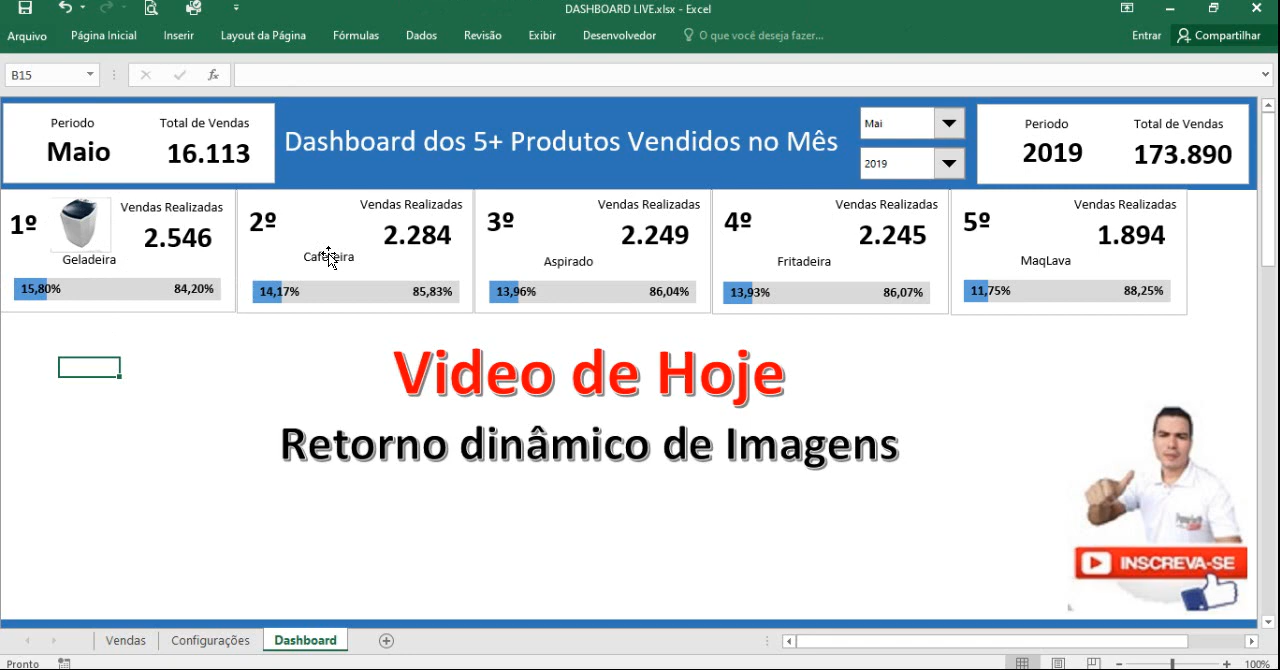 DASHBOARD LIVE.xlsx - Excel
Arquivo Página Inicial Inserir Layout da Página Fórmulas Dados Revisão Exibir Desenvolvedor O que você deseja fazer... Entrar Compartilhar
B15 fx
Periodo Total de Vendas
Maio 16.113
Dashboard dos 5+ Produtos Vendidos no Mês
Mai
2019
Periodo Total de Vendas
2019 173.890
1º Vendas Realizadas
2.546
Geladeira
15,80% 84,20%
2º Vendas Realizadas
2.284
14,17% 85,83%
3º Vendas Realizadas
2.249
Aspirado
13,96% 86,04%
4º Vendas Realizadas
2.245
Fritadeira
13,93% 86,07%
5º Vendas Realizadas
1.894
MaqLava
11,75% 88,25%
Video de Hoje
Retorno dinâmico de Imagens
INSCREVA-SE
Vendas Configurações Dashboard
Pronto 100%